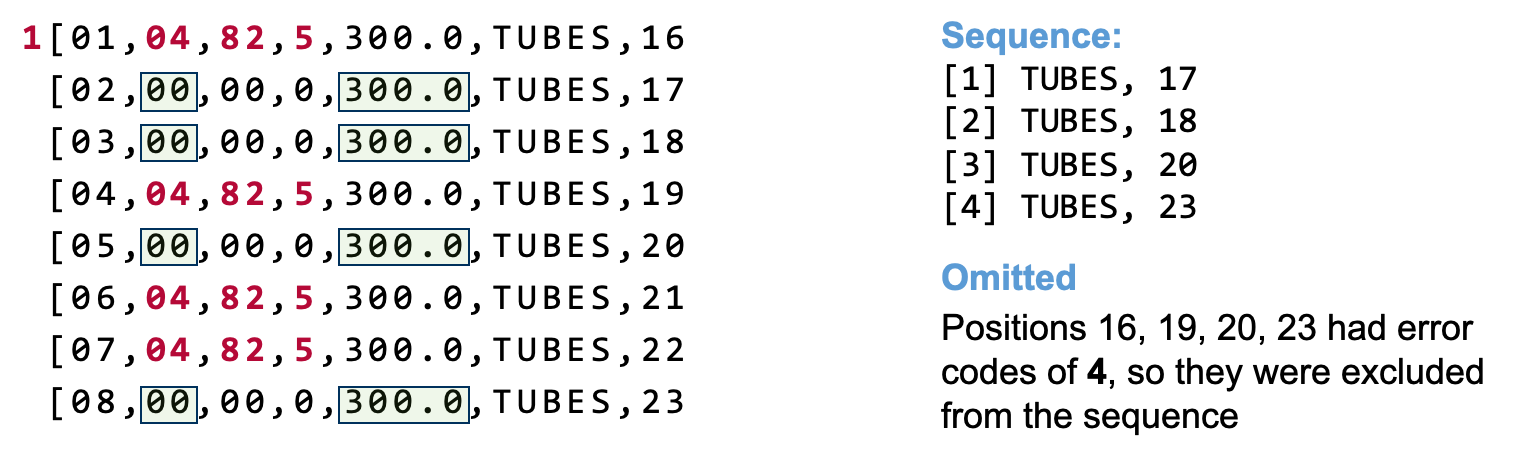 1[01,04,82,5,300.0,TUBES,16
[02,00,00,0,300.0,TUBES,17
[03,00,00,0,300.0,TUBES,18
[04,04,82,5,300.0,TUBES,19
[05,00,00,0,300.0,TUBES,20
[06,04,82,5,300.0,TUBES,21
[07,04,82,5,300.0,TUBES,22
[08,00,00,0,300.0,TUBES,23
Sequence:
[1] TUBES, 17
[2] TUBES, 18
[3] TUBES, 20
[4] TUBES, 23
Omitted
Positions 16, 19, 20, 23 had error
codes of 4, so they were excluded
from the sequence